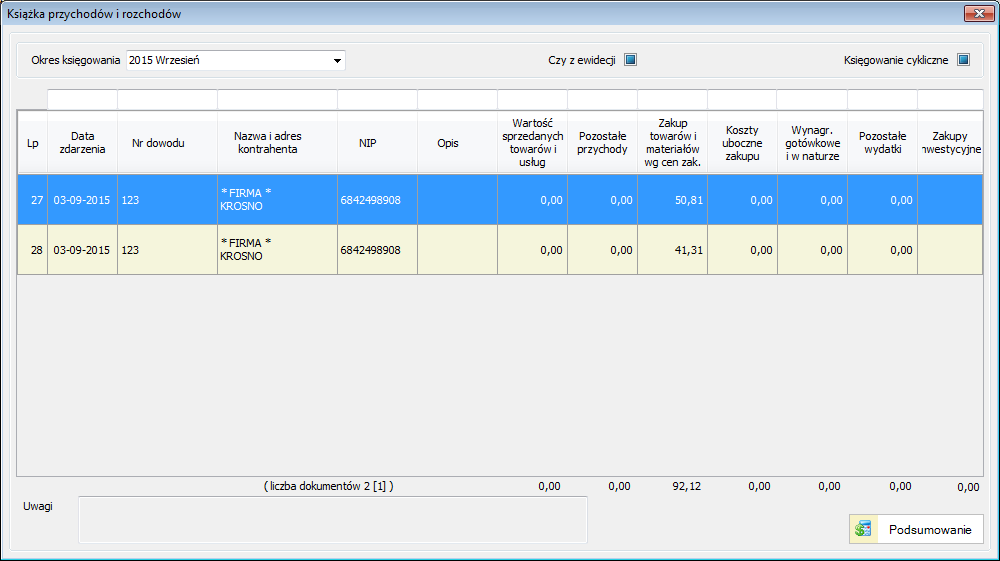 Książka przychodów i rozchodów
Okres księgowania 2015 Wrzesień Czy z ewidecji Księgowanie cykliczne
Lp
Data
zdarzenia
Nr dowodu
Nazwa i adres
kontrahenta
NIP
Opis
Wartość
sprzedanych
towarów i
usług
Pozostałe
przychody
Zakup
towarów i
materiałów
wg cen zak.
Koszty
uboczne
zakupu
Wynagr.
gotówkowe
i w naturze
Pozostałe
wydatki
Zakupy
nwestycyjne
27 03-09-2015 123 * FIRMA * 6842498908 0,00 0,00 50,81 0,00 0,00 0,00
KROSNO
28 03-09-2015 123 * FIRMA * 6842498908 0,00 0,00 41,31 0,00 0,00 0,00
KROSNO
( liczba dokumentów 2 [1] ) 0,00 0,00 92,12 0,00 0,00 0,00 0,00
Uwagi
Podsumowanie